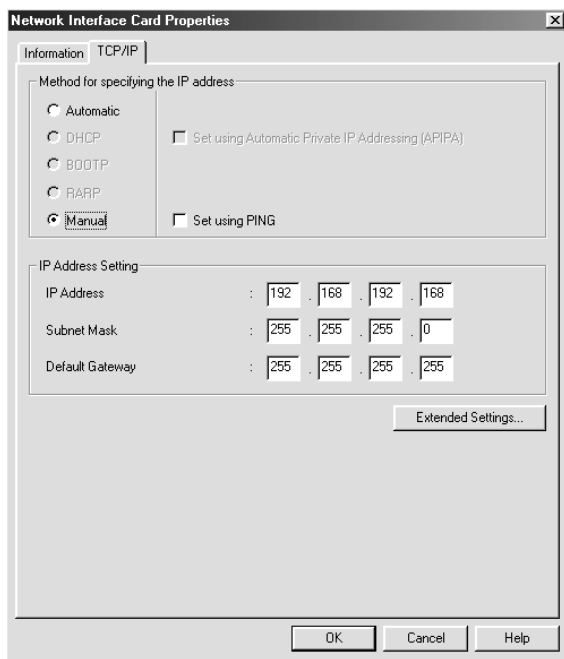 Network Interface Card Properties
Information TCP/IP
Method for specifying the IP address
Automatic
DHCP Set using Automatic Private IP Addressing (APIPA)
BOOTP
RARP
Manual Set using PING
IP Address Setting
IP Address : 192 . 168 . 192 . 168
Subnet Mask : 255 . 255 . 255 . 0
Default Gateway : 255 . 255 . 255 . 255
Extended Settings...
OK Cancel Help